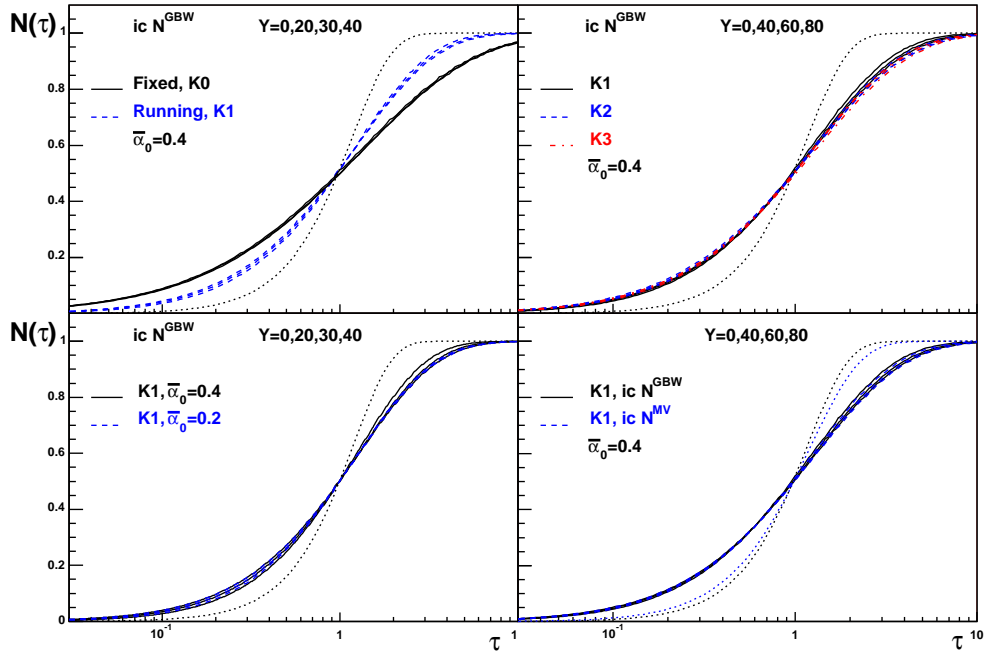 N(τ)
ic N^GBW Y=0,20,30,40
1
0.8
0.6
0.4
0.2
Fixed, K0
Running, K1
ᾱ₀=0.4
ic N^GBW Y=0,40,60,80
K1
K2
K3
ᾱ₀=0.4
N(τ)
ic N^GBW Y=0,20,30,40
1
0.8
0.6
0.4
0.2
0
K1, ᾱ₀=0.4
K1, ᾱ₀=0.2
10⁻¹ 1 τ 1
Y=0,40,60,80
K1, ic N^GBW
K1, ic N^MV
ᾱ₀=0.4
10⁻¹ 1 τ 10